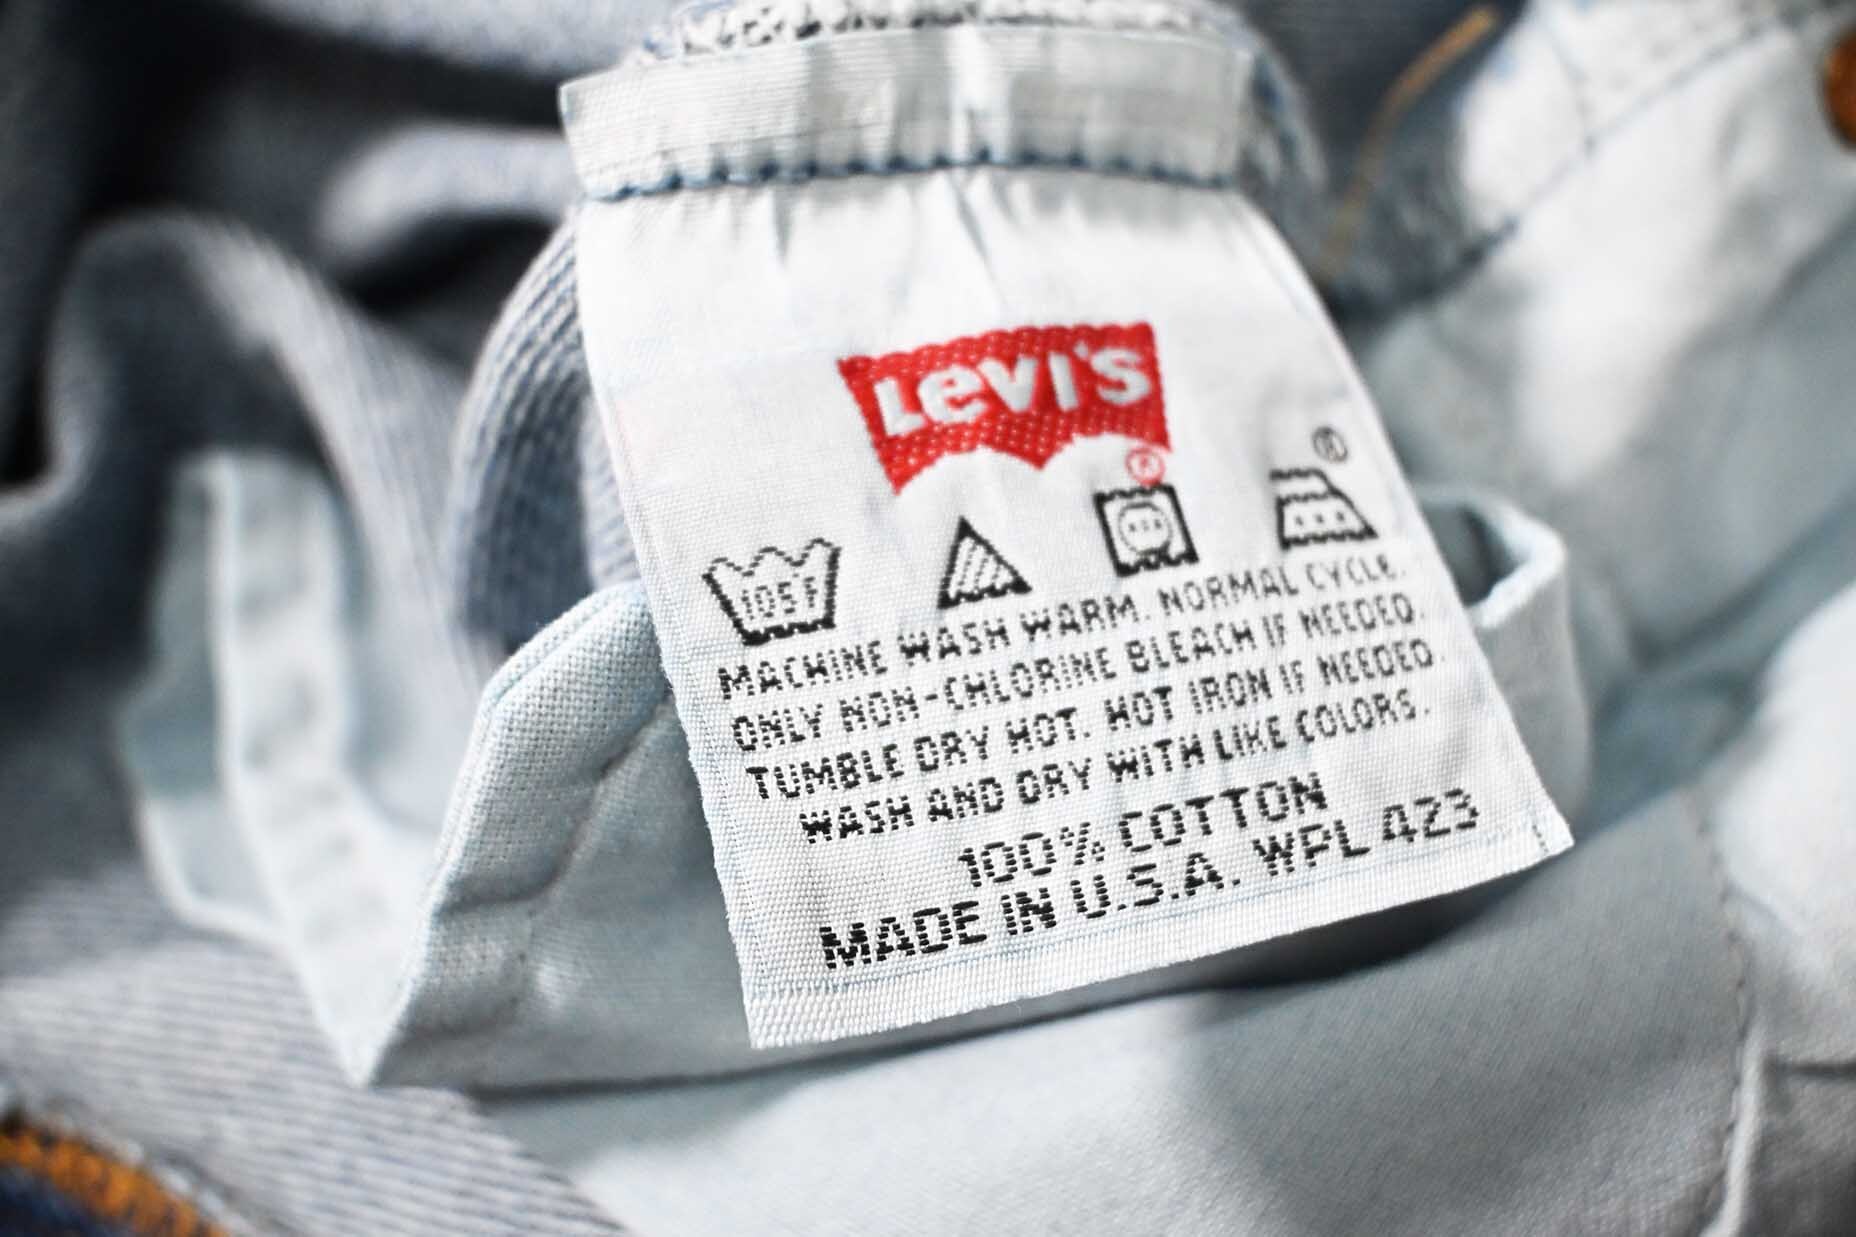 Levi's
®
®
105°F
MACHINE WASH WARM. NORMAL CYCLE.
ONLY NON-CHLORINE BLEACH IF NEEDED.
TUMBLE DRY HOT. HOT IRON IF NEEDED.
WASH AND DRY WITH LIKE COLORS.
100% COTTON
MADE IN U.S.A. WPL 423